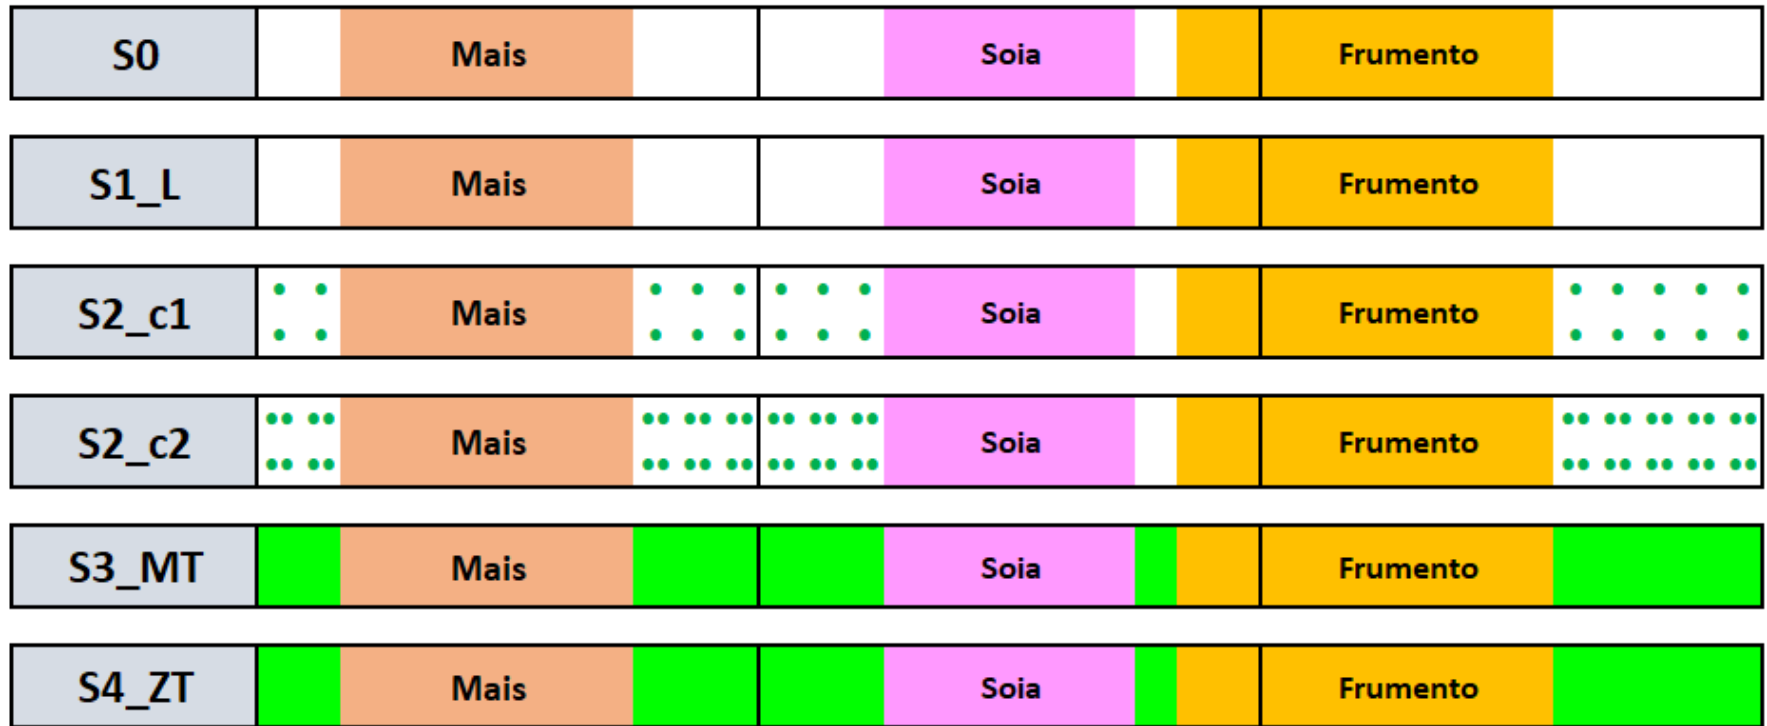 S0 Mais Soia Frumento
S1_L Mais Soia Frumento
S2_c1 Mais Soia Frumento
S2_c2 Mais Soia Frumento
S3_MT Mais Soia Frumento
S4_ZT Mais Soia Frumento